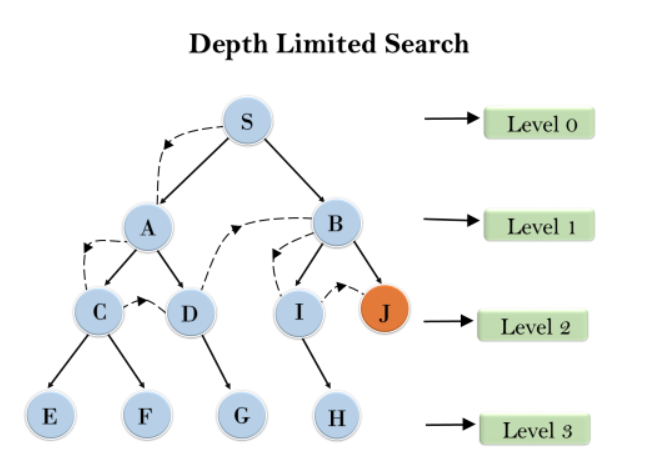 Depth Limited Search
S
Level 0
A
B
Level 1
C
D
I
J
Level 2
E
F
G
H
Level 3